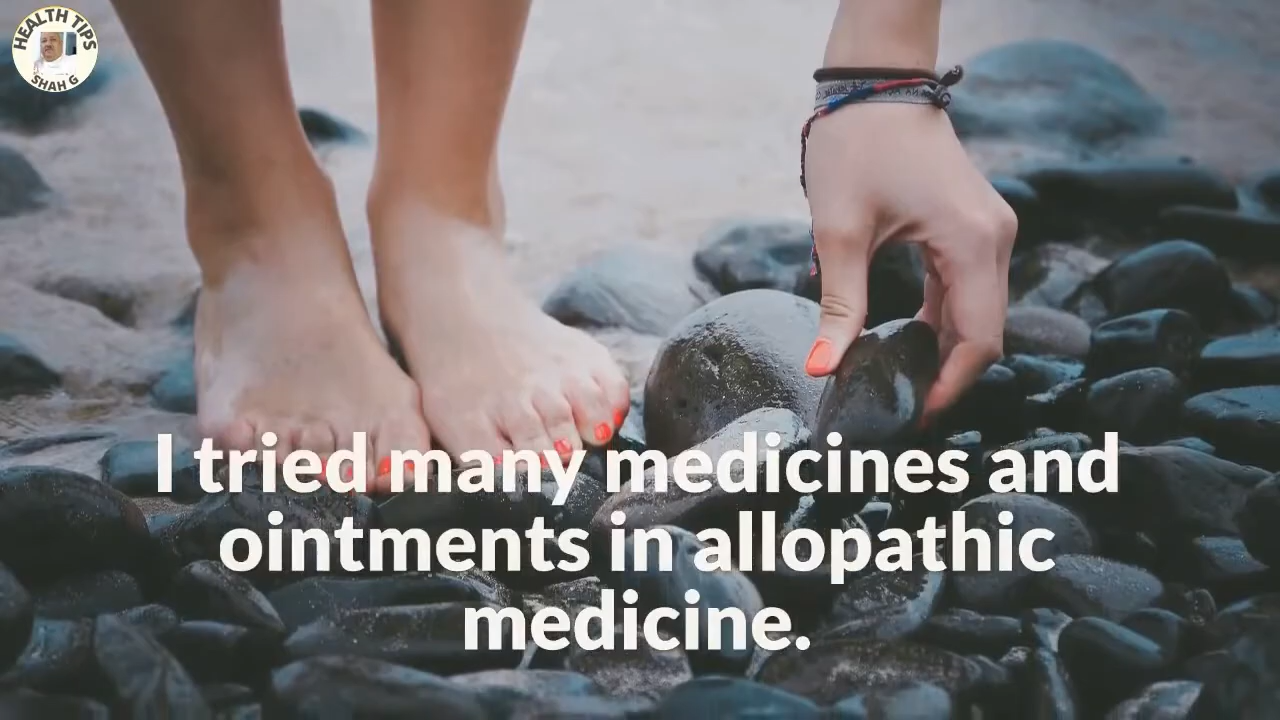 HEALTH TIPS
SHAH G
I tried many medicines and
ointments in allopathic
medicine.